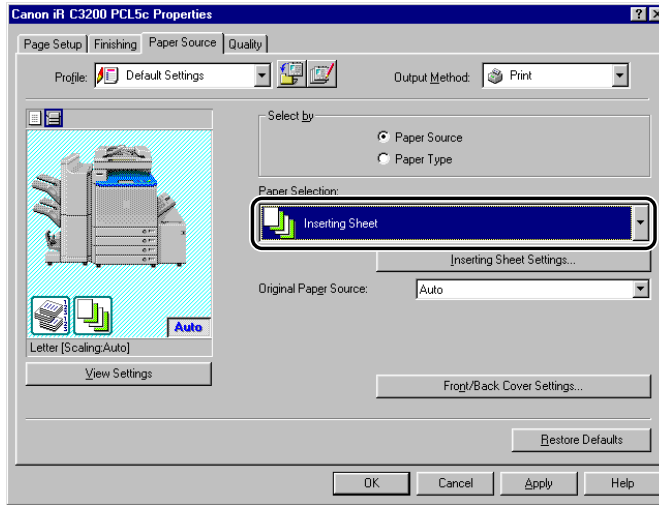 Canon iR C3200 PCL5c Properties
Page Setup Finishing Paper Source Quality
Profile: Default Settings Output Method: Print
Select by
Paper Source
Paper Type
Paper Selection:
Inserting Sheet
Inserting Sheet Settings...
Original Paper Source: Auto
Auto
Letter [Scaling:Auto]
View Settings
Front/Back Cover Settings...
Restore Defaults
OK Cancel Apply Help